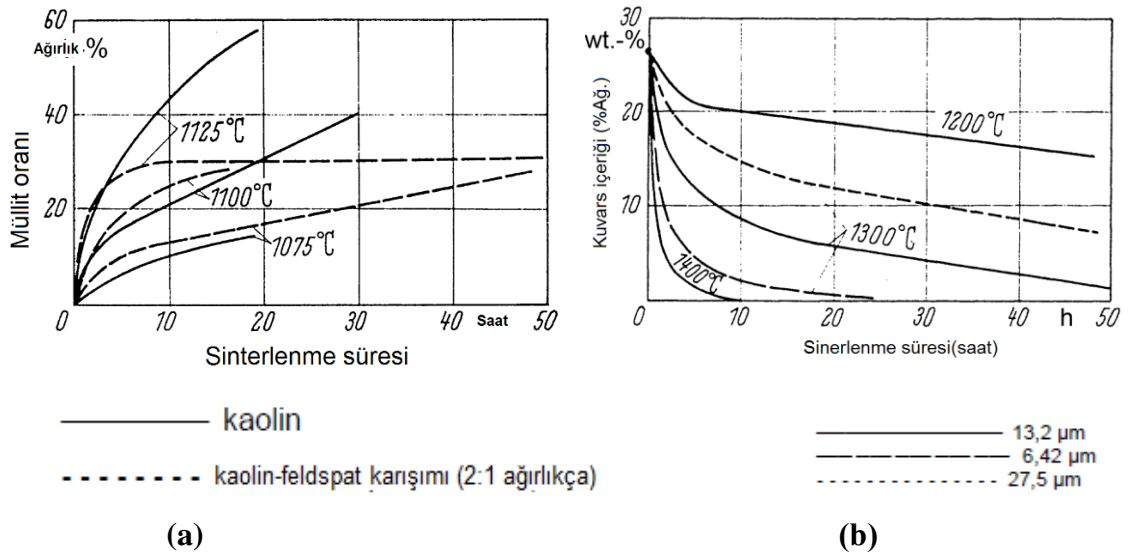 Ağırlık %
60
40
20
0
Müllit oranı
1125°C
1100°C
1075°C
0 10 20 30 40 Saat 50
Sinterlenme süresi
kaolin
kaolin-feldspat karışımı (2:1 ağırlıkça)
(a)
30
wt.-%
20
10
0
Kuvars içeriği (%Ağ.)
1200°C
1300°C
1400°C
0 10 20 30 40 h 50
Sinerlenme süresi(saat)
13,2 µm
6,42 µm
27,5 µm
(b)